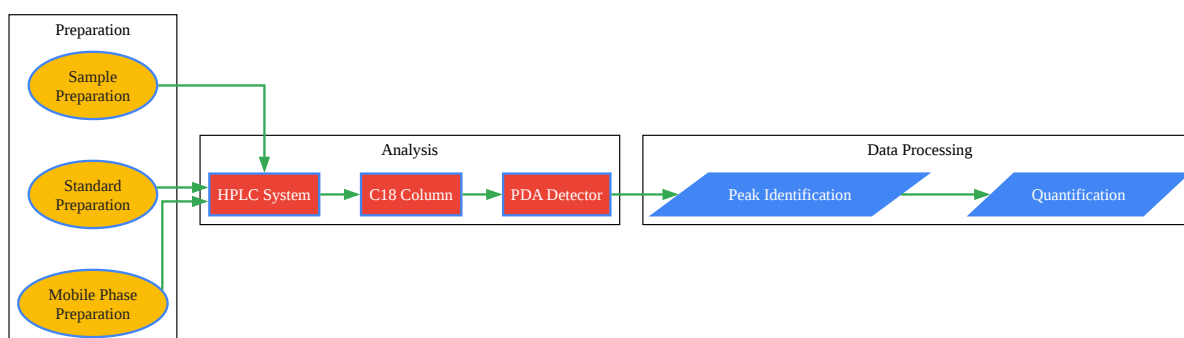 Preparation
Sample
Preparation
Standard
Preparation
Mobile Phase
Preparation
Analysis
HPLC System
C18 Column
PDA Detector
Data Processing
Peak Identification
Quantification